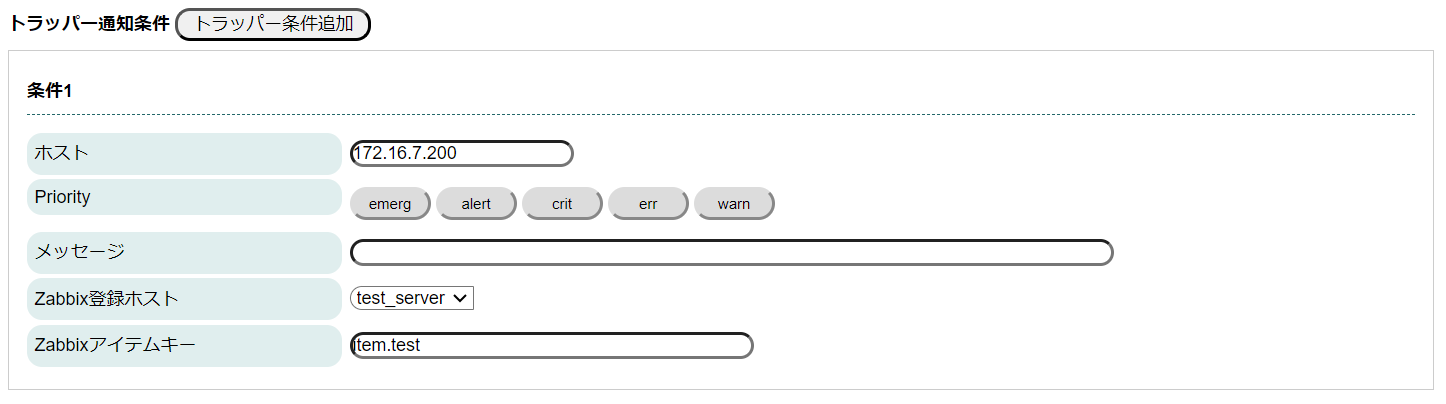 トラッパー通知条件 トラッパー条件追加
条件1
ホスト 172.16.7.200
Priority emerg alert crit err warn
メッセージ
Zabbix登録ホスト test_server
Zabbixアイテムキー item.test